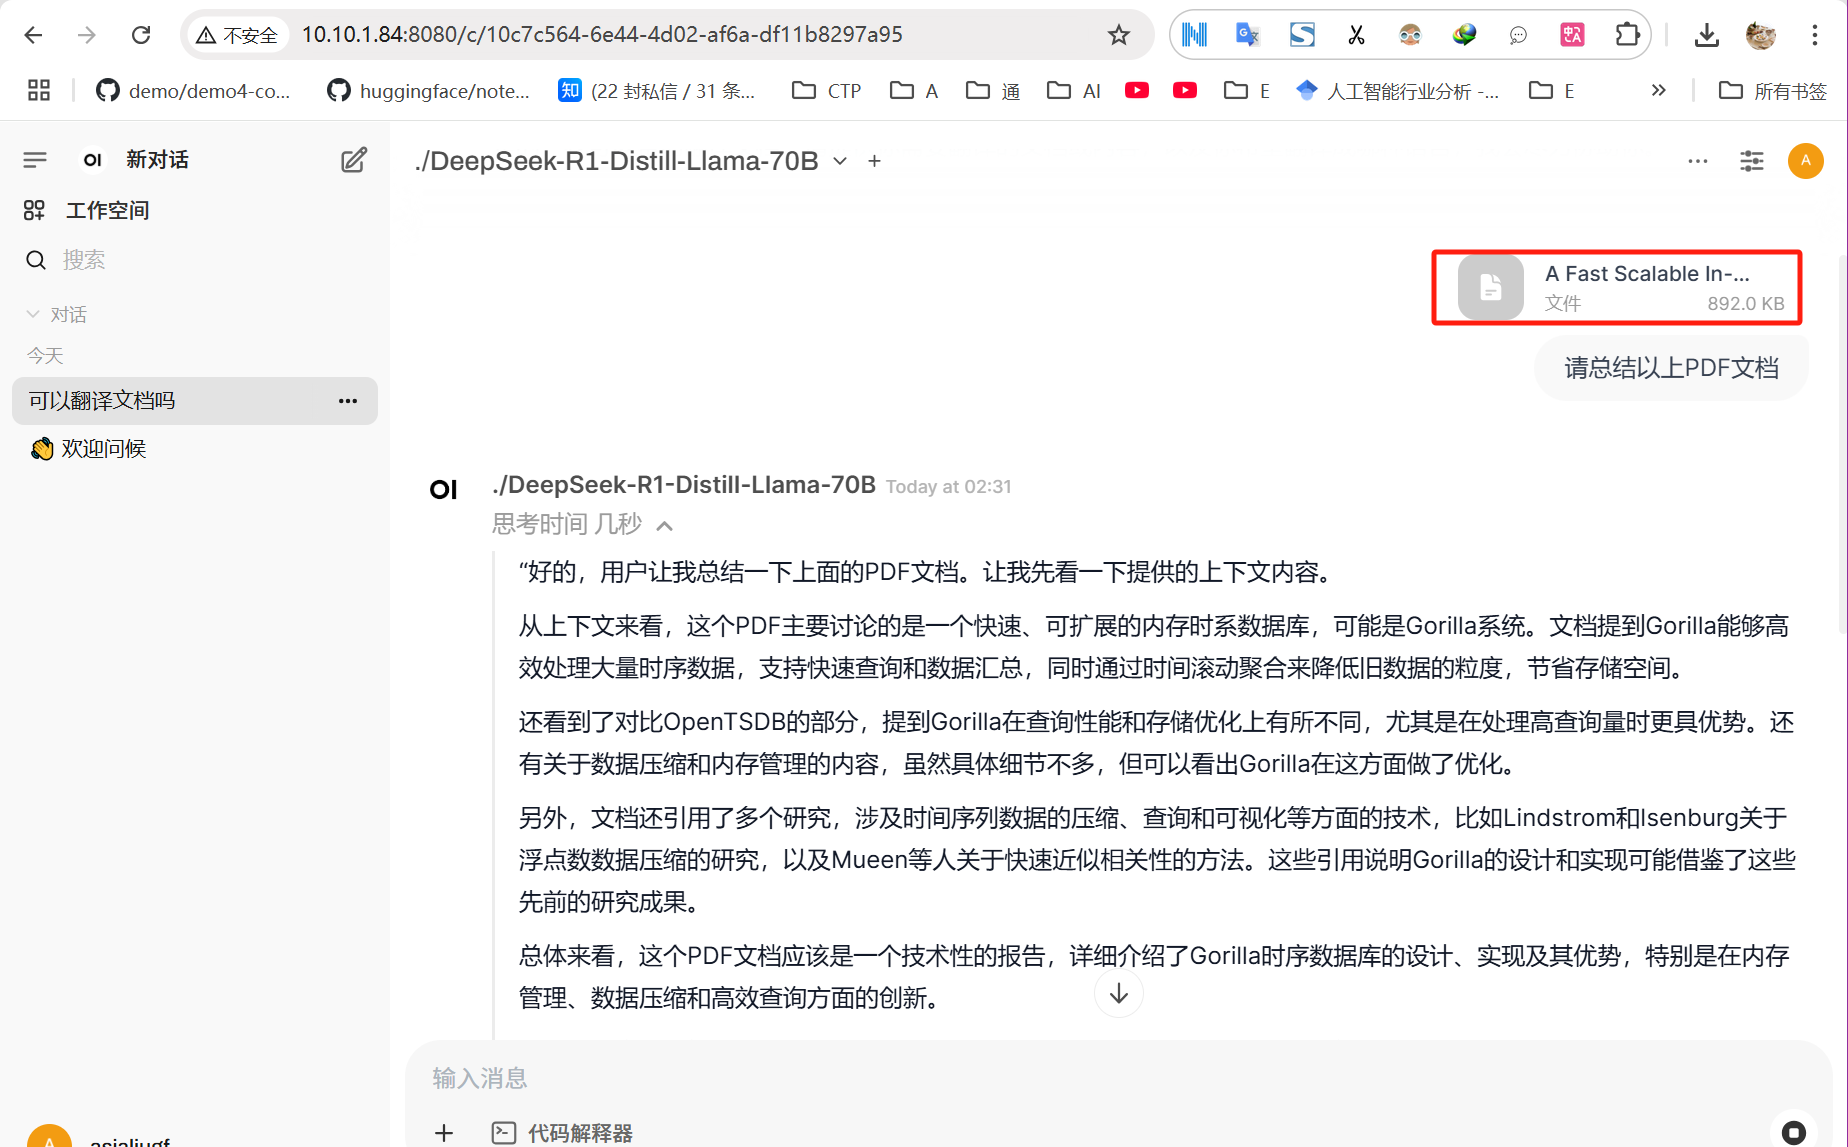 不安全
10.10.1.84:8080/c/10c7c564-6e44-4d02-af6a-df11b8297a95
demo/demo4-co...
huggingface/note...
知
(22 封私信 / 31 条...
CTP
A
通
AI
E
人工智能行业分析 -...
E
所有书签
OI
新对话
工作空间
搜索
对话
今天
可以翻译文档吗
欢迎问候
./DeepSeek-R1-Distill-Llama-70B
A
A Fast Scalable In-...
文件
892.0 KB
请总结以上PDF文档
OI
./DeepSeek-R1-Distill-Llama-70B
Today at 02:31
思考时间 几秒
“好的，用户让我总结一下上面的PDF文档。让我先看一下提供的上下文内容。
从上下文来看，这个PDF主要讨论的是一个快速、可扩展的内存时系数据库，可能是Gorilla系统。文档提到Gorilla能够高
效处理大量时序数据，支持快速查询和数据汇总，同时通过时间滚动聚合来降低旧数据的粒度，节省存储空间。
还看到了对比OpenTSDB的部分，提到Gorilla在查询性能和存储优化上有所不同，尤其是在处理高查询量时更具优势。还
有关于数据压缩和内存管理的内容，虽然具体细节不多，但可以看出Gorilla在这方面做了优化。
另外，文档还引用了多个研究，涉及时间序列数据的压缩、查询和可视化等方面的技术，比如Lindstrom和Isenburg关于
浮点数数据压缩的研究，以及Mueen等人关于快速近似相关性的方法。这些引用说明Gorilla的设计和实现可能借鉴了这些
先前的研究成果。
总体来看，这个PDF文档应该是一个技术性的报告，详细介绍了Gorilla时序数据库的设计、实现及其优势，特别是在内存
管理、数据压缩和高效查询方面的创新。
输入消息
代码解释器
A
asialiugf